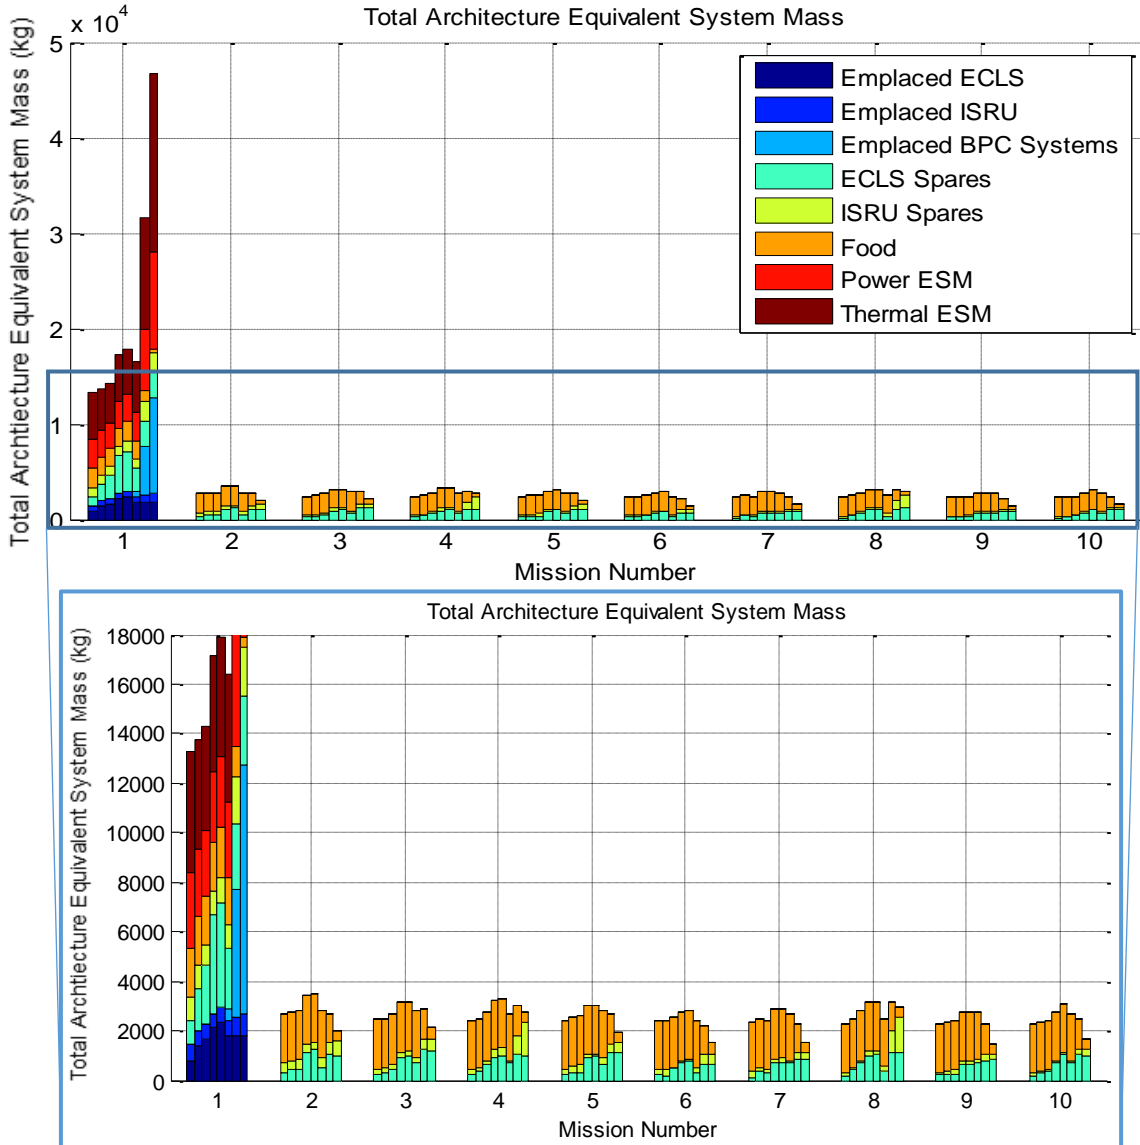 Total Architecture Equivalent System Mass
x 10^4
Total Archtiecture Equivalent System Mass (kg)
5
4
3
2
1
0
Emplaced ECLS
Emplaced ISRU
Emplaced BPC Systems
ECLS Spares
ISRU Spares
Food
Power ESM
Thermal ESM
1 2 3 4 5 6 7 8 9 10
Mission Number
Total Architecture Equivalent System Mass
Total Archtiecture Equivalent System Mass (kg)
18000
16000
14000
12000
10000
8000
6000
4000
2000
0
1 2 3 4 5 6 7 8 9 10
Mission Number